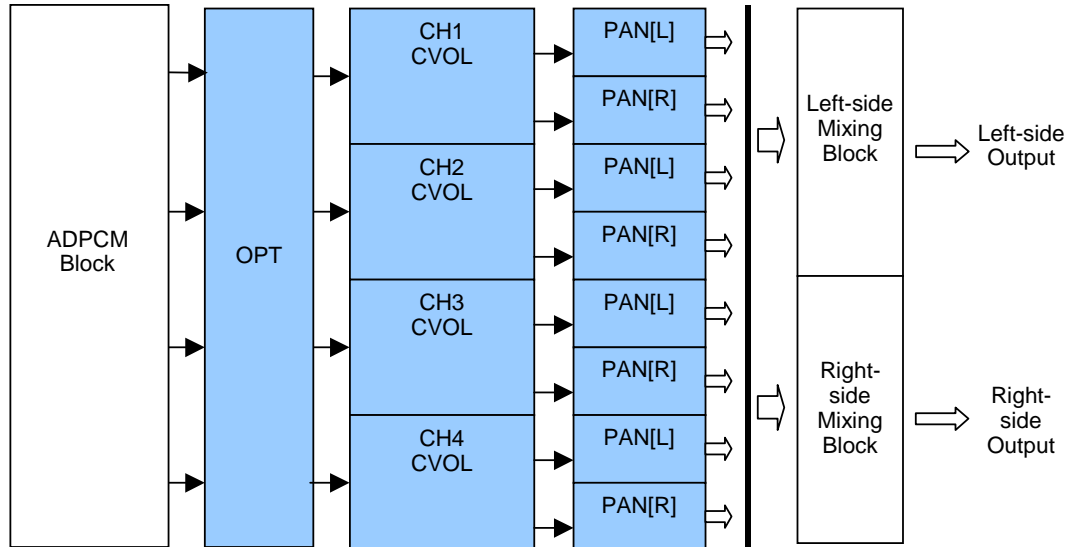 ADPCM
Block
OPT
CH1
CVOL
CH2
CVOL
CH3
CVOL
CH4
CVOL
PAN[L]
PAN[R]
PAN[L]
PAN[R]
PAN[L]
PAN[R]
PAN[L]
PAN[R]
Left-side
Mixing
Block
Right-
side
Mixing
Block
Left-side
Output
Right-
side
Output